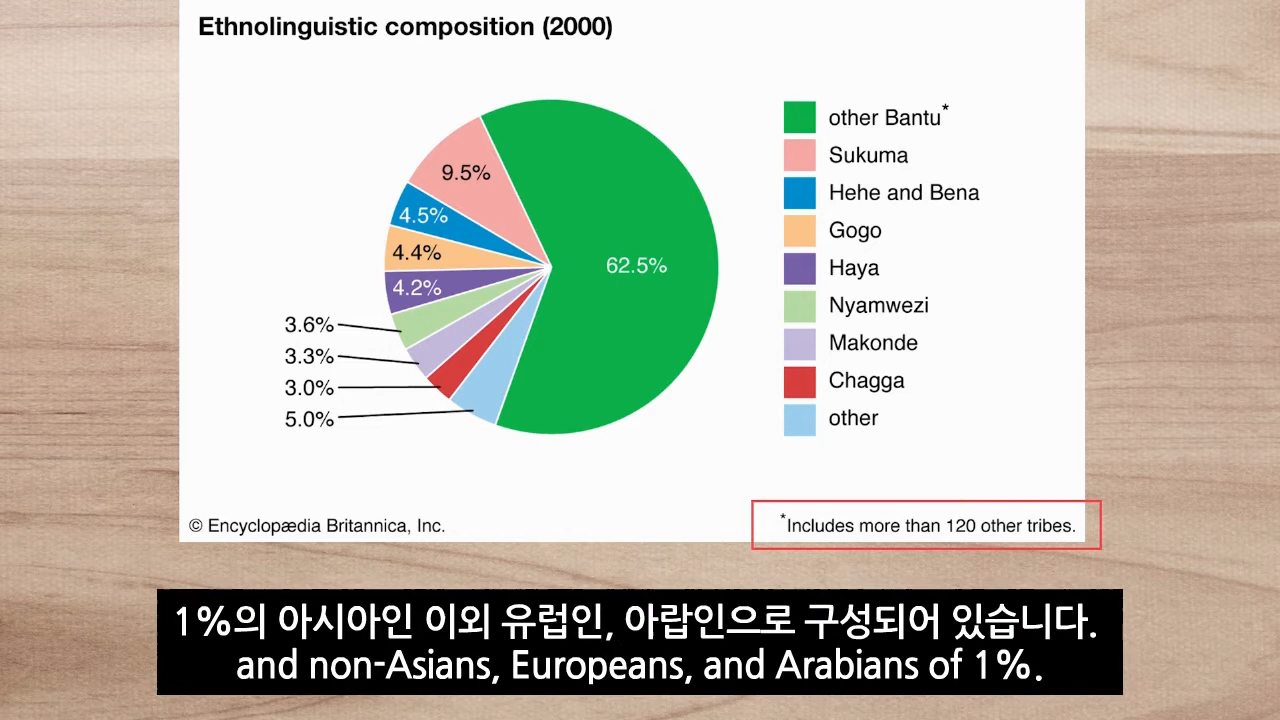 Ethnolinguistic composition (2000)
other Bantu*
Sukuma
Hehe and Bena
Gogo
Haya
Nyamwezi
Makonde
Chagga
other
9.5%
4.5%
4.4%
4.2%
3.6%
3.3%
3.0%
5.0%
62.5%
© Encyclopædia Britannica, Inc.
*Includes more than 120 other tribes.
1%의 아시아인 이외 유럽인, 아랍인으로 구성되어 있습니다.
and non-Asians, Europeans, and Arabians of 1%.